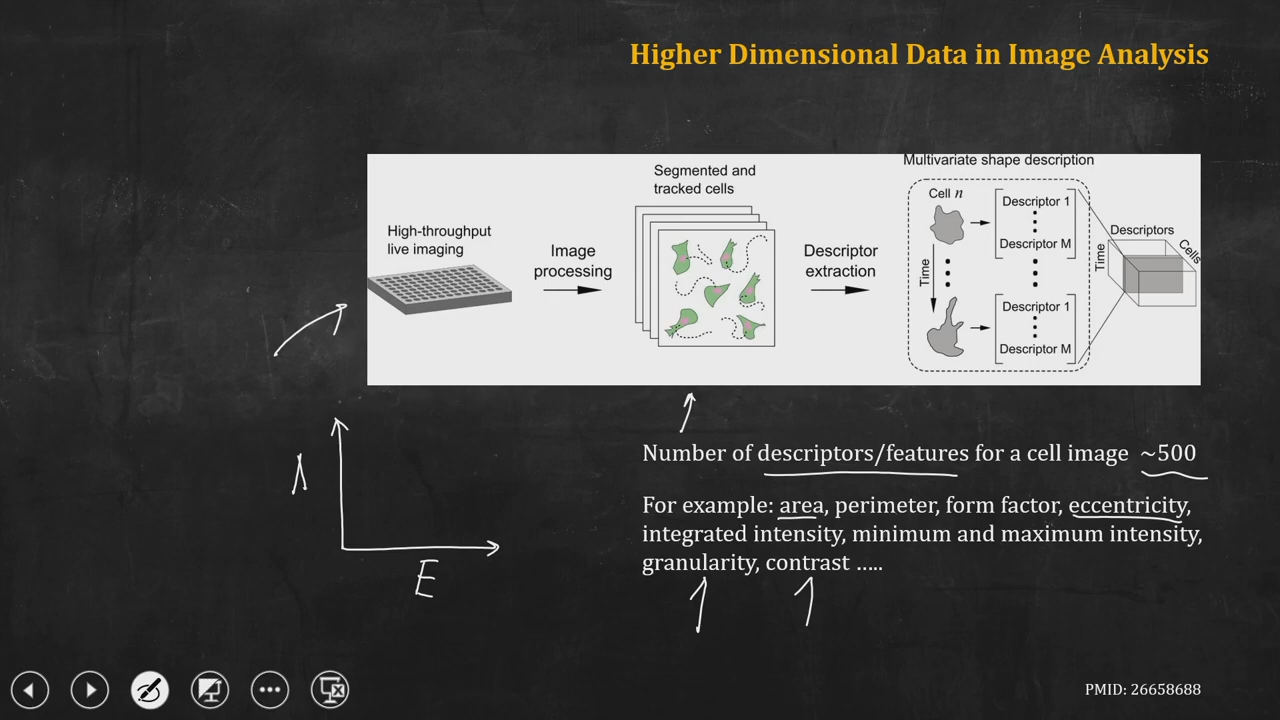 Higher Dimensional Data in Image Analysis
High-throughput
live imaging
Image
processing
Segmented and
tracked cells
Descriptor
extraction
Multivariate shape description
Cell n
Time
Descriptor 1
Descriptor M
Descriptor 1
Descriptor M
Time
Descriptors
Cells
Number of descriptors/features for a cell image ~500
For example: area, perimeter, form factor, eccentricity,
integrated intensity, minimum and maximum intensity,
granularity, contrast .....
E
PMID: 26658688